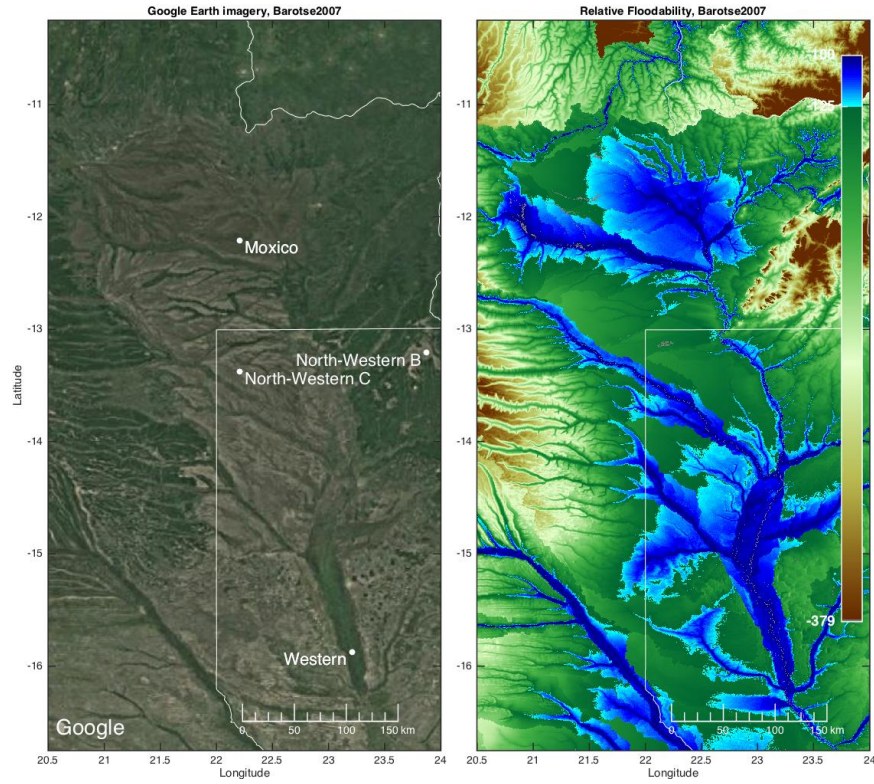 Google Earth imagery, Barotse2007
-11
-12
-13
-14
-15
-16
Latitude
Moxico
North-Western B
North-Western C
Western
Google
0 50 100 150 km
20.5 21 21.5 22 22.5 23 23.5 24
Longitude
Relative Floodability, Barotse2007
-11
-12
-13
-14
-15
-16
-379
0 50 100 150 km
20.5 21 21.5 22 22.5 23 23.5 24
Longitude